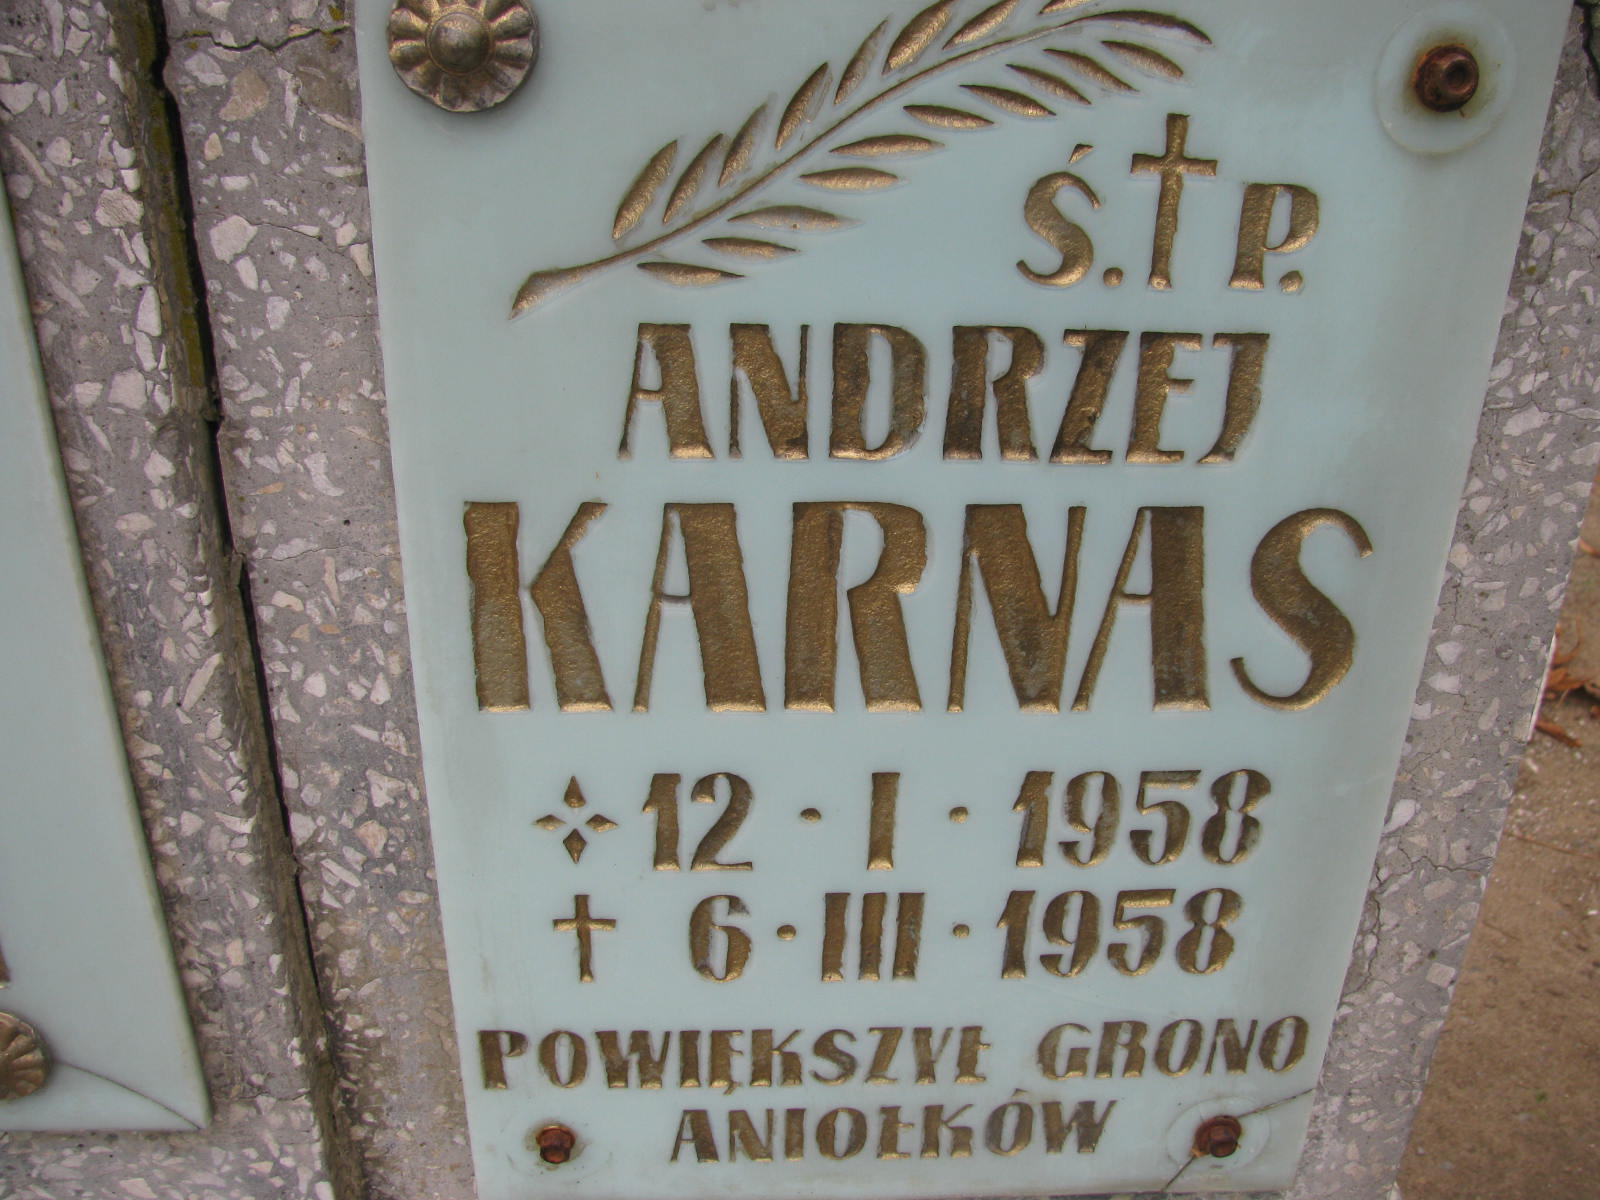 Ś.†P.
ANDRZEJ
KARNAS
12·I·1958
† 6·III·1958
POWIĘKSZYŁ GRONO
ANIOŁKÓW